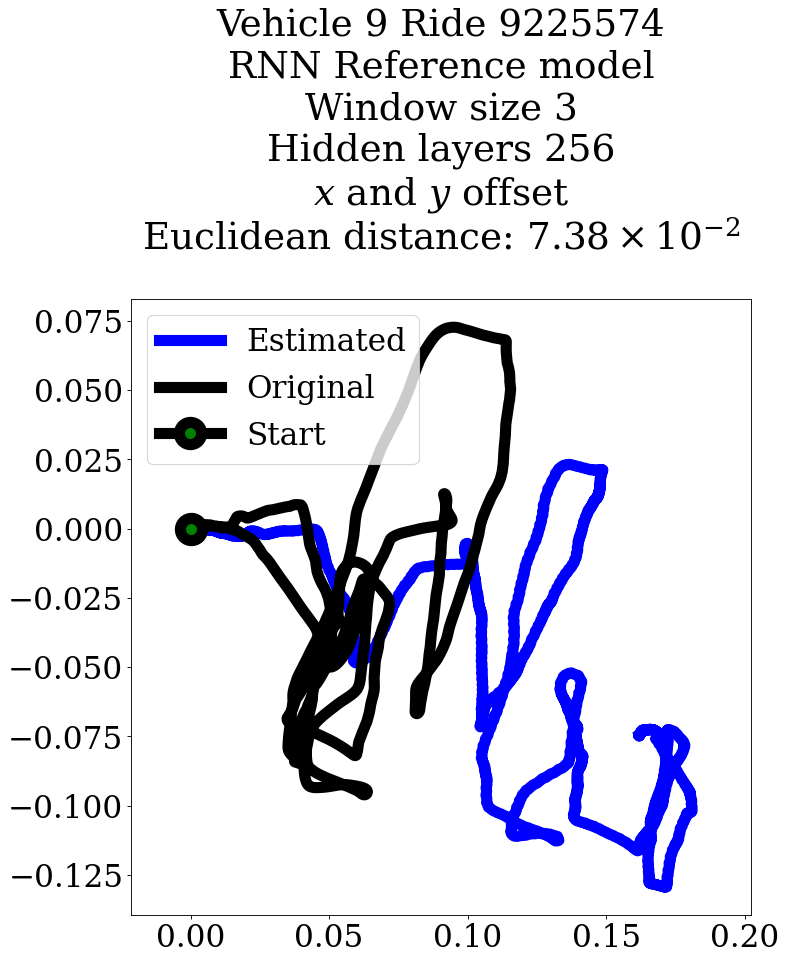 Vehicle 9 Ride 9225574
RNN Reference model
Window size 3
Hidden layers 256
x and y offset
Euclidean distance: 7.38 × 10⁻²
Estimated
Original
Start
0.075
0.050
0.025
0.000
−0.025
−0.050
−0.075
−0.100
−0.125
0.00 0.05 0.10 0.15 0.20